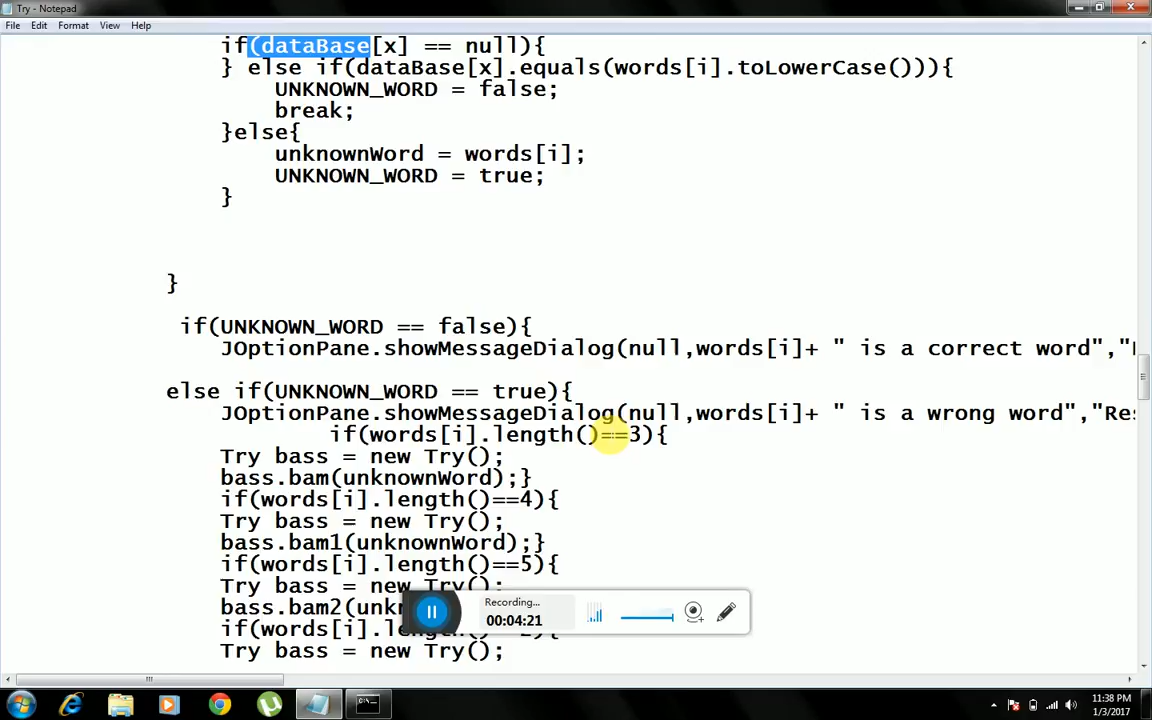 Try - Notepad
File Edit Format View Help
if(dataBase[x] == null){
} else if(dataBase[x].equals(words[i].toLowerCase())){
UNKNOWN_WORD = false;
break;
}else{
unknownWord = words[i];
UNKNOWN_WORD = true;
}
}
if(UNKNOWN_WORD == false){
JOptionPane.showMessageDialog(null,words[i]+ " is a correct word","
else if(UNKNOWN_WORD == true){
JOptionPane.showMessageDialog(null,words[i]+ " is a wrong word","Res
if(words[i].length()==3){
Try bass = new Try();
bass.bam(unknownWord);}
if(words[i].length()==4){
Try bass = new Try();
bass.bam1(unknownWord);}
if(words[i].length()==5){
Try bass = new Try();
bass.bam2(unk
if(words[i].length()==2){
Try bass = new Try();
Recording...
00:04:21
11:38 PM
1/3/2017